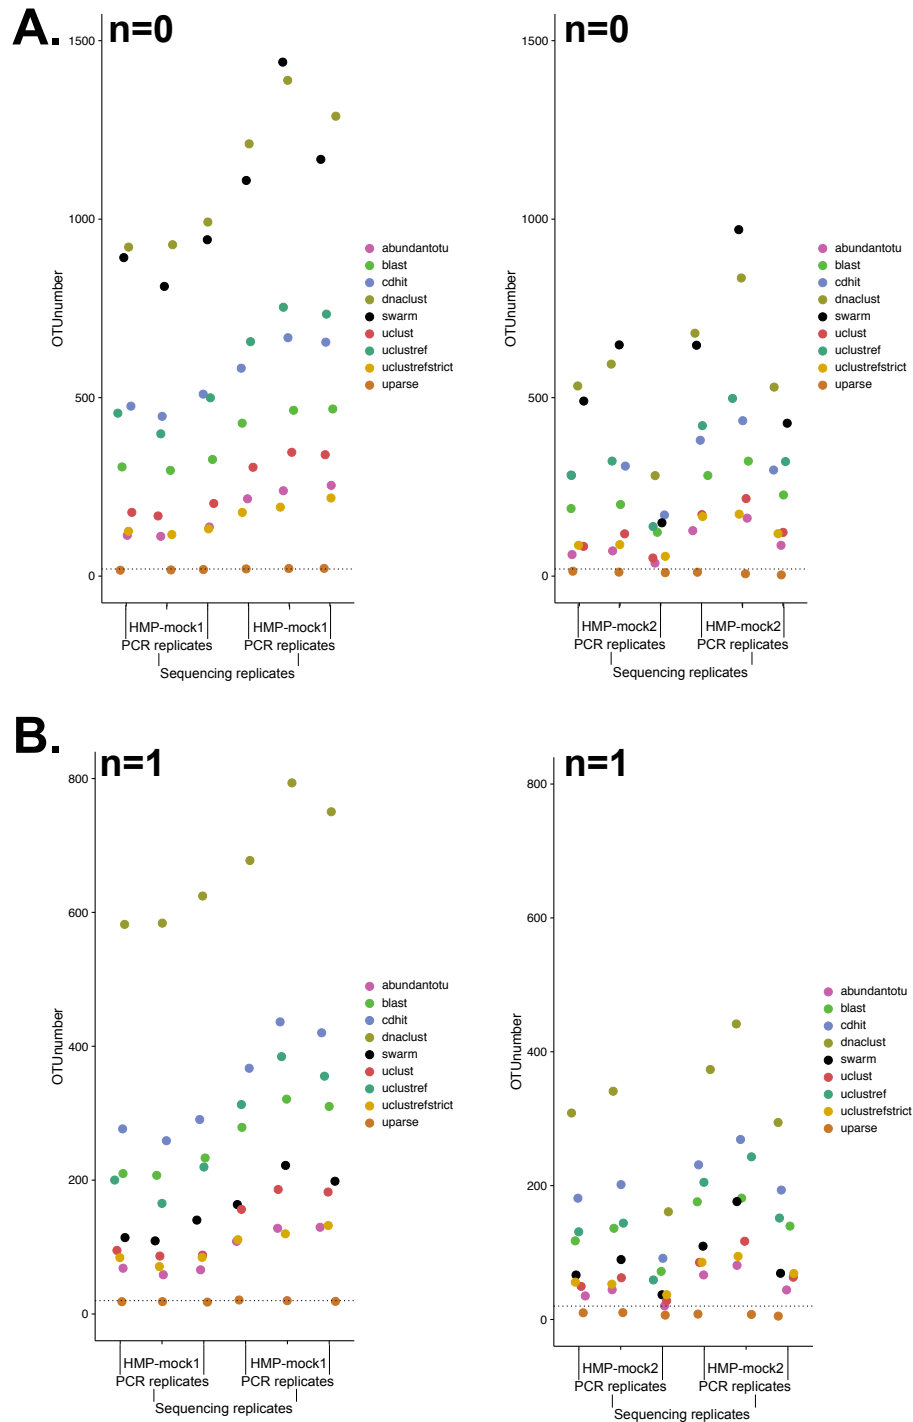 A.
n=0
1500
1000
500
0
OTUnumber
abundantotu
blast
cdhit
dnaclust
swarm
uclust
uclustref
uclustrefstrict
uparse
HMP-mock1
PCR replicates
HMP-mock1
PCR replicates
Sequencing replicates
n=0
1500
1000
500
0
OTUnumber
abundantotu
blast
cdhit
dnaclust
swarm
uclust
uclustref
uclustrefstrict
uparse
HMP-mock2
PCR replicates
HMP-mock2
PCR replicates
Sequencing replicates
B.
n=1
800
600
400
200
0
OTUnumber
abundantotu
blast
cdhit
dnaclust
swarm
uclust
uclustref
uclustrefstrict
uparse
HMP-mock1
PCR replicates
HMP-mock1
PCR replicates
Sequencing replicates
n=1
800
600
400
200
0
OTUnumber
abundantotu
blast
cdhit
dnaclust
swarm
uclust
uclustref
uclustrefstrict
uparse
HMP-mock2
PCR replicates
HMP-mock2
PCR replicates
Sequencing replicates